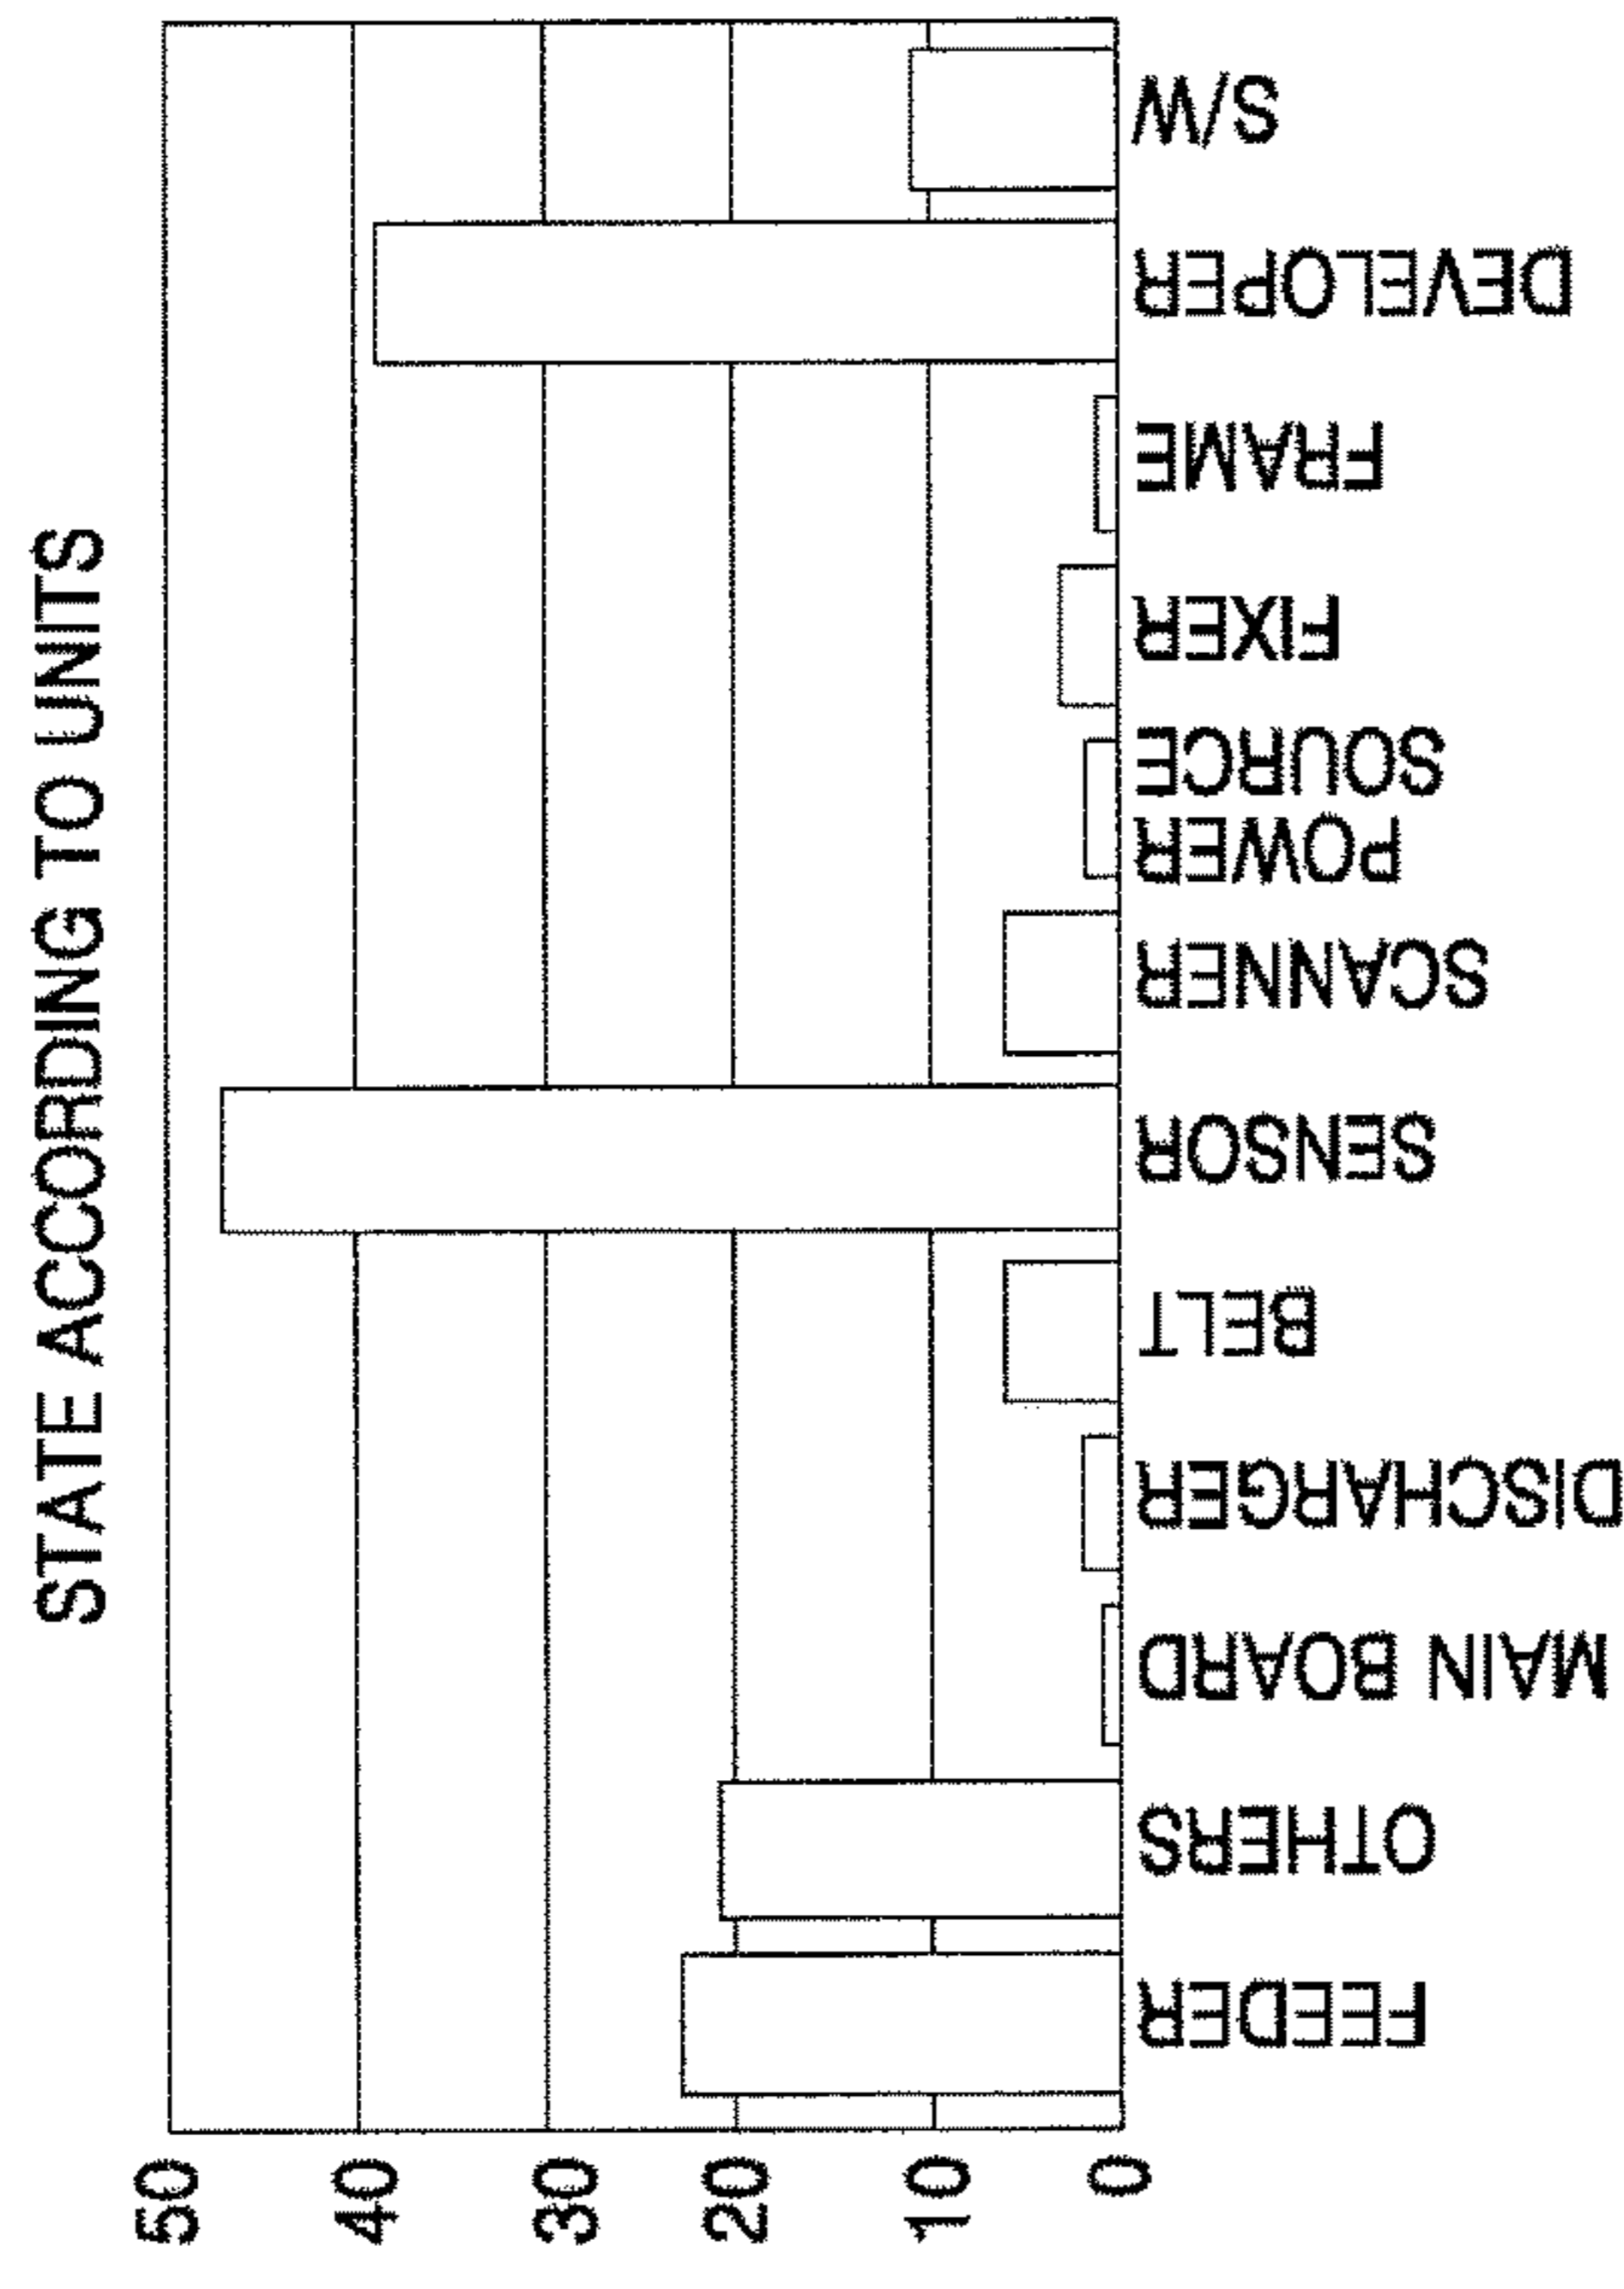 STATE ACCORDING TO UNITS
50
40
30
20
10
0
FEEDER
OTHERS
MAIN BOARD
DISCHARGER
BELT
SENSOR
SCANNER
POWER
SOURCE
FIXER
FRAME
DEVELOPER
S/W